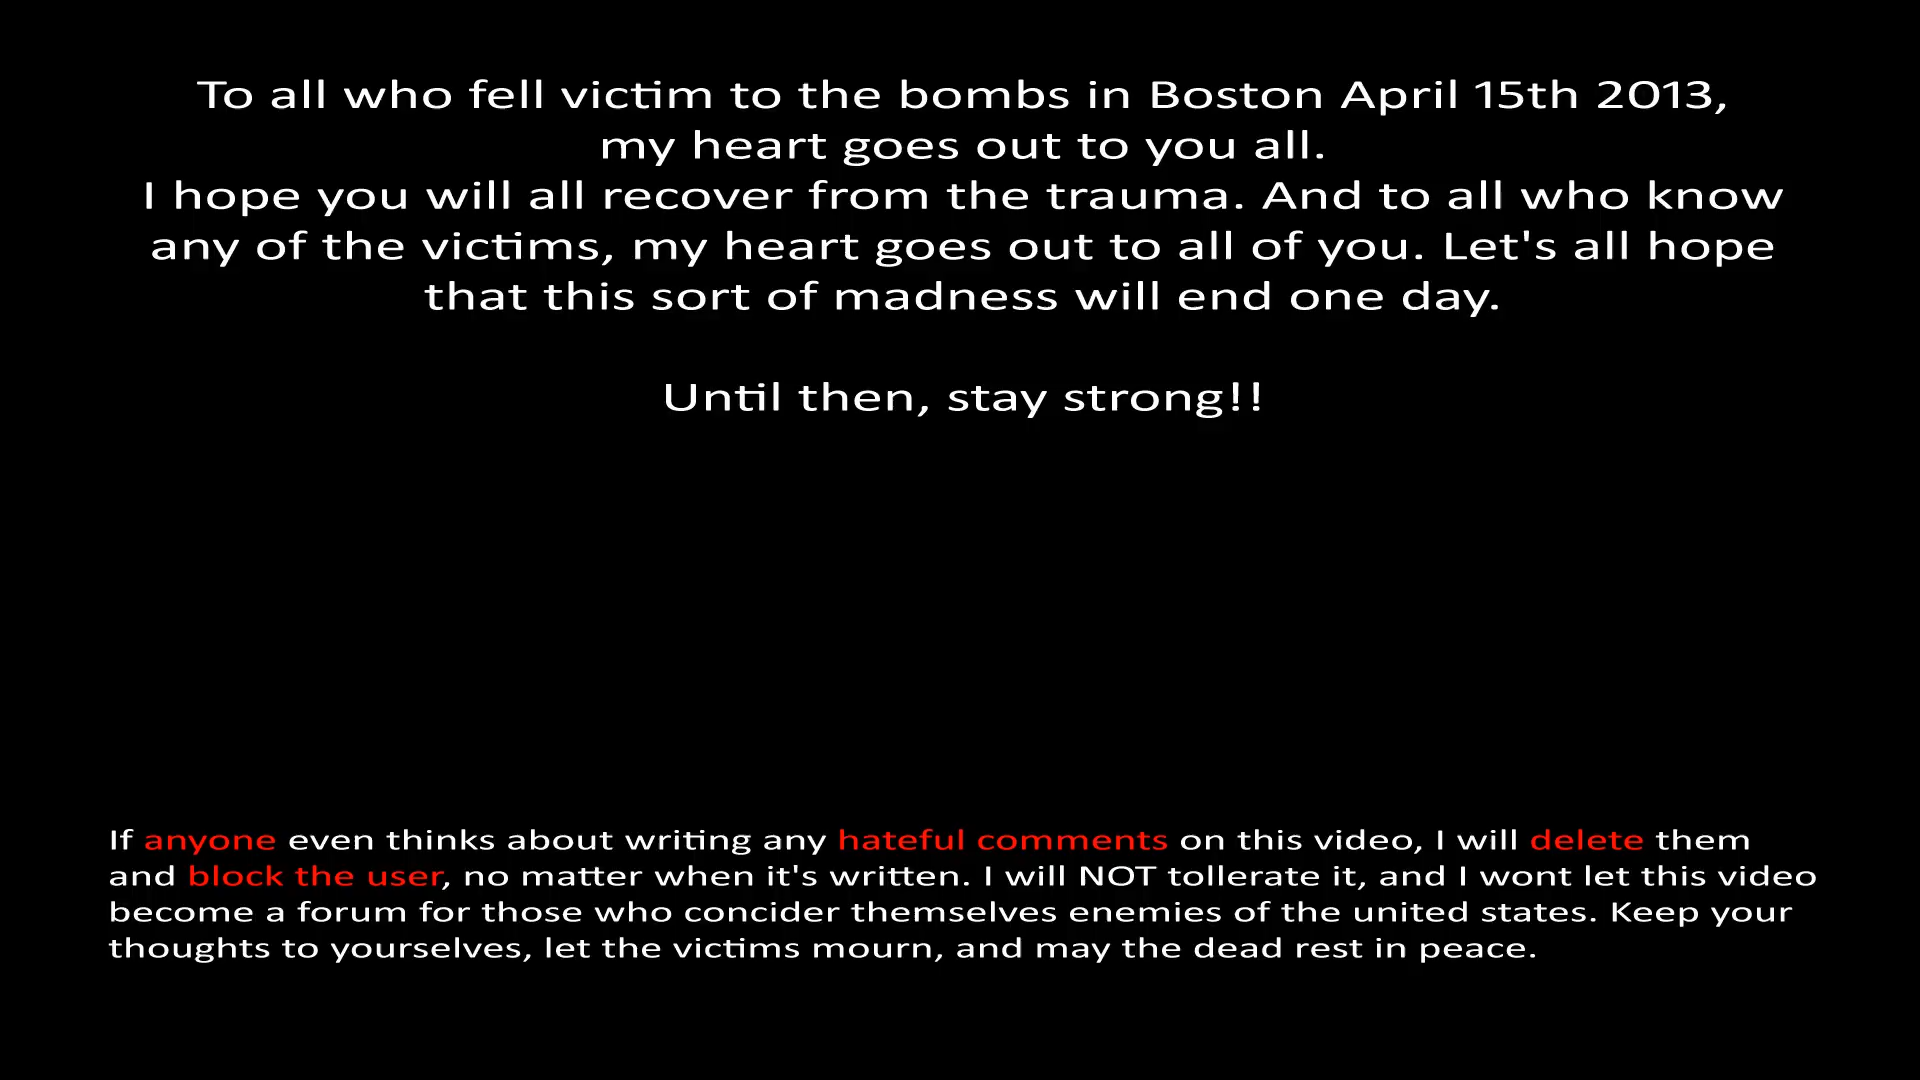 To all who fell victim to the bombs in Boston April 15th 2013,
my heart goes out to you all.
I hope you will all recover from the trauma. And to all who know
any of the victims, my heart goes out to all of you. Let's all hope
that this sort of madness will end one day.
Until then, stay strong!!
If anyone even thinks about writing any hateful comments on this video, I will delete them
and block the user, no matter when it's written. I will NOT tollerate it, and I wont let this video
become a forum for those who concider themselves enemies of the united states. Keep your
thoughts to yourselves, let the victims mourn, and may the dead rest in peace.